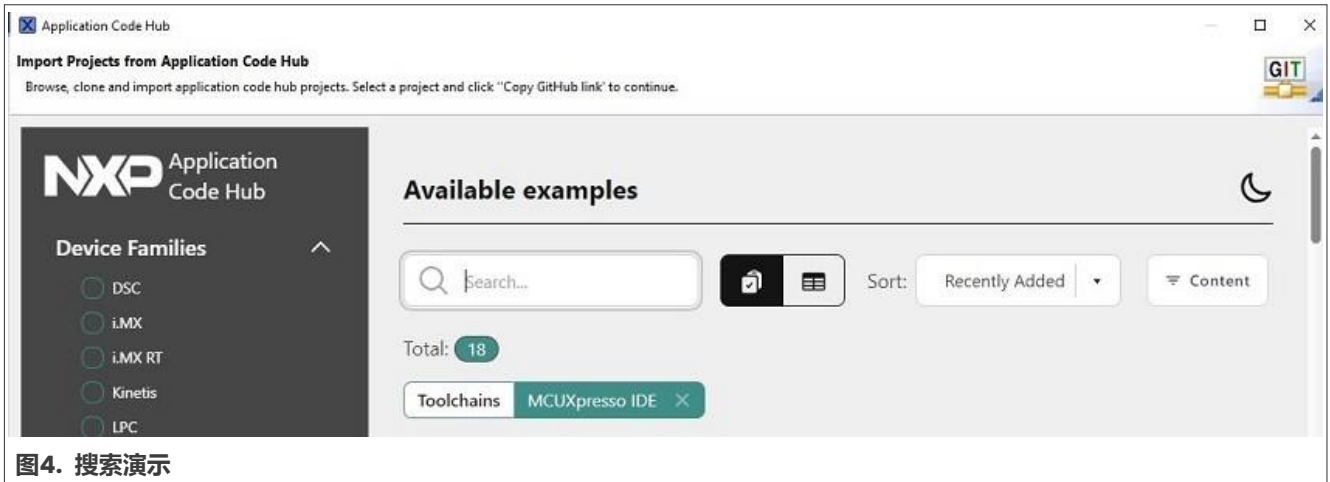 Application Code Hub
Import Projects from Application Code Hub
Browse, clone and import application code hub projects. Select a project and click "Copy GitHub link' to continue.
GIT
NXP Application
Code Hub
Available examples
Device Families
DSC
i.MX
i.MX RT
Kinetis
LPC
Search...
Sort: Recently Added
Content
Total: 18
Toolchains MCUXpresso IDE
图4. 搜索演示